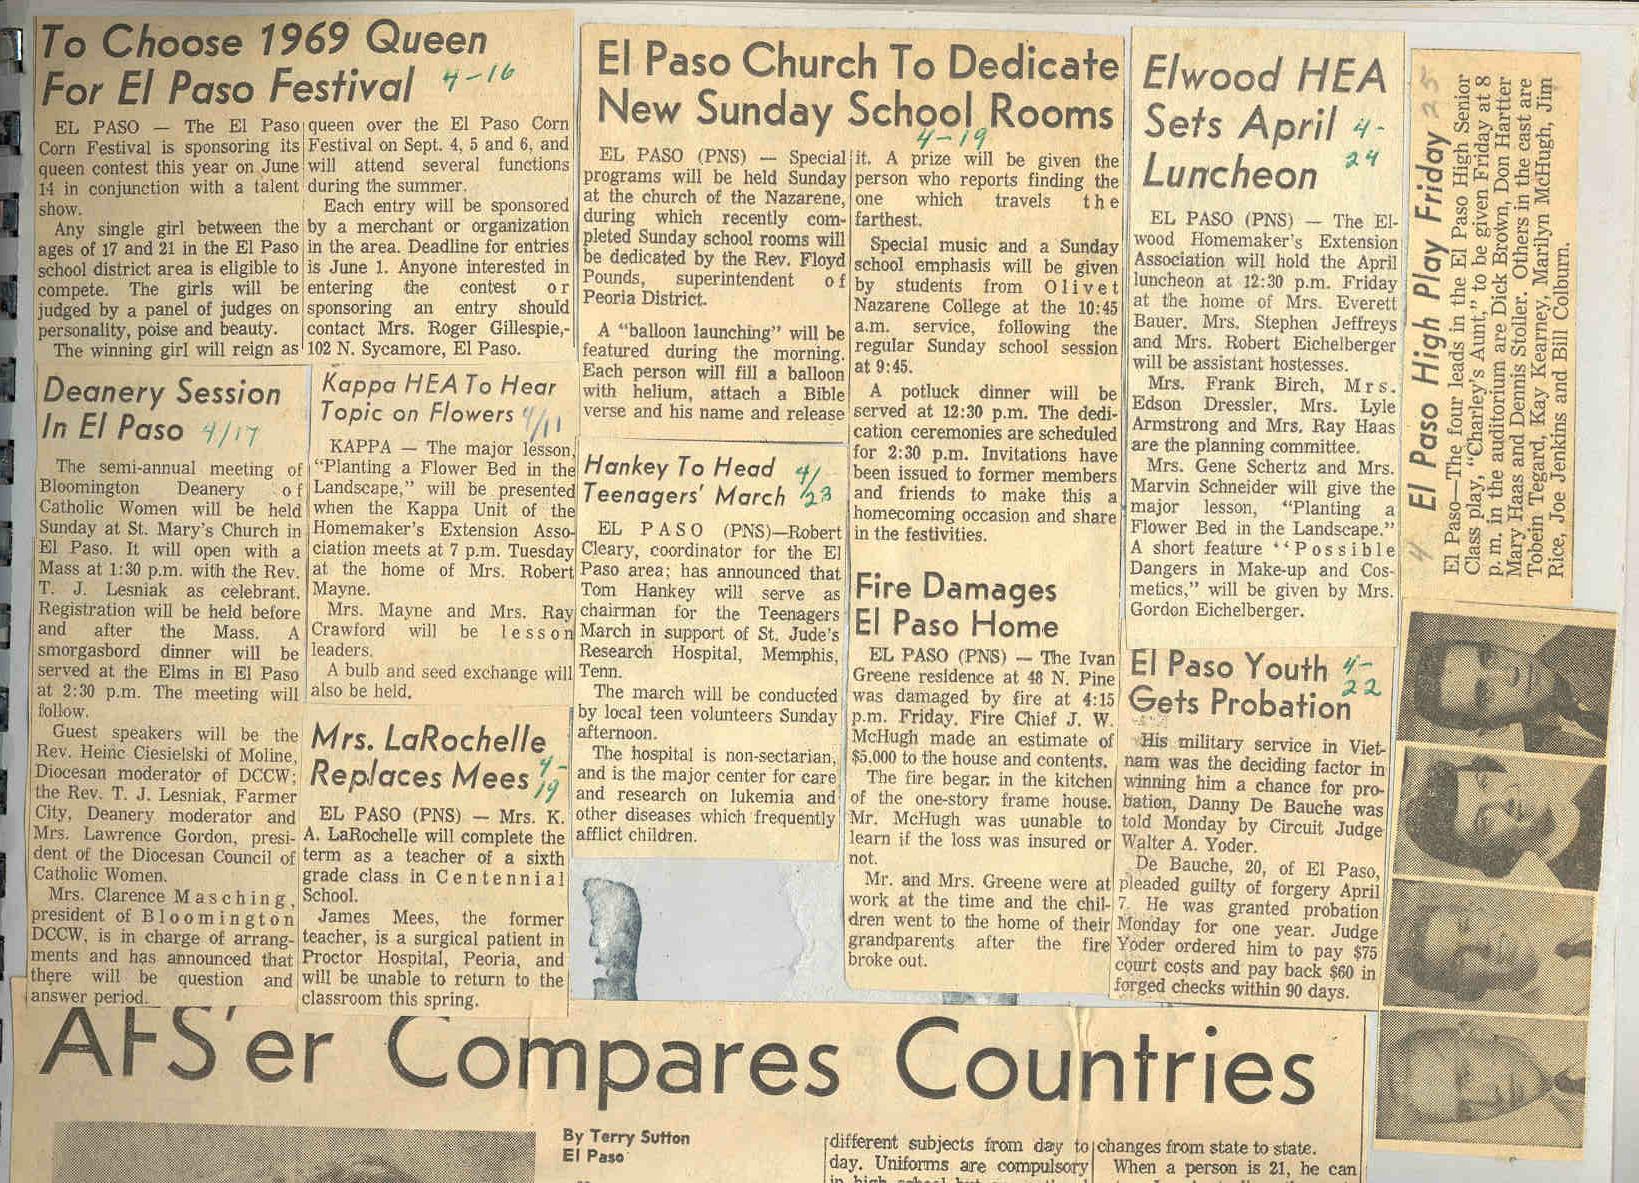 To Choose 1969 Queen
For El Paso Festival 4-16
EL PASO — The El Paso
Corn Festival is sponsoring its
queen contest this year on June
14 in conjunction with a talent
show.
Any single girl between the
ages of 17 and 21 in the El Paso
school district area is eligible to
compete. The girls will be
judged by a panel of judges on
personality, poise and beauty.
The winning girl will reign as
queen over the El Paso Corn
Festival on Sept. 4, 5 and 6, and
will attend several functions
during the summer.
Each entry will be sponsored
by a merchant or organization
in the area. Deadline for entries
is June 1. Anyone interested in
entering the contest or
sponsoring an entry should
contact Mrs. Roger Gillespie,-
102 N. Sycamore, El Paso.
Deanery Session
In El Paso 4/17
The semi-annual meeting of
Bloomington Deanery of
Catholic Women will be held
Sunday at St. Mary's Church in
El Paso. It will open with a
Mass at 1:30 p.m. with the Rev.
T. J. Lesniak as celebrant.
Registration will be held before
and after the Mass. A
smorgasbord dinner will be
served at the Elms in El Paso
at 2:30 p.m. The meeting will
follow.
Guest speakers will be the
Rev. Heinc Ciesielski of Moline,
Diocesan moderator of DCCW;
the Rev. T. J. Lesniak, Farmer
City, Deanery moderator and
Mrs. Lawrence Gordon, presi-
dent of the Diocesan Council of
Catholic Women.
Mrs. Clarence Masching,
president of Bloomington
DCCW, is in charge of arrang-
ments and has announced that
there will be question and
answer period.
Kappa HEA To Hear
Topic on Flowers 4/11
KAPPA — The major lesson,
"Planting a Flower Bed in the
Landscape," will be presented
when the Kappa Unit of the
Homemaker's Extension Asso-
ciation meets at 7 p.m. Tuesday
at the home of Mrs. Robert
Mayne.
Mrs. Mayne and Mrs. Ray
Crawford will be lesson
leaders.
A bulb and seed exchange will
also be held.
Mrs. LaRochelle
Replaces Mees 4-19
EL PASO (PNS) — Mrs. K.
A. LaRochelle will complete the
term as a teacher of a sixth
grade class in Centennial
School.
James Mees, the former
teacher, is a surgical patient in
Proctor Hospital, Peoria, and
will be unable to return to the
classroom this spring.
El Paso Church To Dedicate
New Sunday School Rooms
4-19
EL PASO (PNS) — Special
programs will be held Sunday
at the church of the Nazarene,
during which recently com-
pleted Sunday school rooms will
be dedicated by the Rev. Floyd
Pounds, superintendent of
Peoria District.
A "balloon launching" will be
featured during the morning.
Each person will fill a balloon
with helium, attach a Bible
verse and his name and release
it. A prize will be given the
person who reports finding the
one which travels the
farthest.
Special music and a Sunday
school emphasis will be given
by students from Olivet
Nazarene College at the 10:45
a.m. service, following the
regular Sunday school session
at 9:45.
A potluck dinner will be
served at 12:30 p.m. The dedi-
cation ceremonies are scheduled
for 2:30 p.m. Invitations have
been issued to former members
and friends to make this a
homecoming occasion and share
in the festivities.
Hankey To Head 4/
Teenagers' March 23
EL PASO (PNS)—Robert
Cleary, coordinator for the El
Paso area; has announced that
Tom Hankey will serve as
chairman for the Teenagers
March in support of St. Jude's
Research Hospital, Memphis,
Tenn.
The march will be conducted
by local teen volunteers Sunday
afternoon.
The hospital is non-sectarian,
and is the major center for care
and research on lukemia and
other diseases which frequently
afflict children.
Fire Damages
El Paso Home
EL PASO (PNS) — The Ivan
Greene residence at 48 N. Pine
was damaged by fire at 4:15
p.m. Friday. Fire Chief J. W.
McHugh made an estimate of
$5,000 to the house and contents.
The fire began in the kitchen
of the one-story frame house.
Mr. McHugh was uunable to
learn if the loss was insured or
not.
Mr. and Mrs. Greene were at
work at the time and the chil-
dren went to the home of their
grandparents after the fire
broke out.
Elwood HEA
Sets April 4-
Luncheon 24
EL PASO (PNS) — The El-
wood Homemaker's Extension
Association will hold the April
luncheon at 12:30 p.m. Friday
at the home of Mrs. Everett
Bauer. Mrs. Stephen Jeffreys
and Mrs. Robert Eichelberger
will be assistant hostesses.
Mrs. Frank Birch, Mrs.
Edson Dressler, Mrs. Lyle
Armstrong and Mrs. Ray Haas
are the planning committee.
Mrs. Gene Schertz and Mrs.
Marvin Schneider will give the
major lesson, "Planting a
Flower Bed in the Landscape."
A short feature "Possible
Dangers in Make-up and Cos-
metics," will be given by Mrs.
Gordon Eichelberger.
El Paso Youth 4-
Gets Probation 22
His military service in Viet-
nam was the deciding factor in
winning him a chance for pro-
bation, Danny De Bauche was
told Monday by Circuit Judge
Walter A. Yoder.
De Bauche, 20, of El Paso,
pleaded guilty of forgery April
7. He was granted probation
Monday for one year. Judge
Yoder ordered him to pay $75
court costs and pay back $60 in
forged checks within 90 days.
4 El Paso High Play Friday 25
El Paso—The four leads in the El Paso High Senior
Class play, "Charley's Aunt," to be given Friday at 8
p. m. in the auditorium are Dick Brown, Don Hartter
Mary Haas and Dennis Stoller. Others in the cast are
Tobein Tegard, Kay Kearney, Marilyn McHugh, Jim
Rice, Joe Jenkins and Bill Colburn.
AFS'er Compares Countries
By Terry Sutton
El Paso
different subjects from day to
day. Uniforms are compulsory
changes from state to state.
When a person is 21, he can